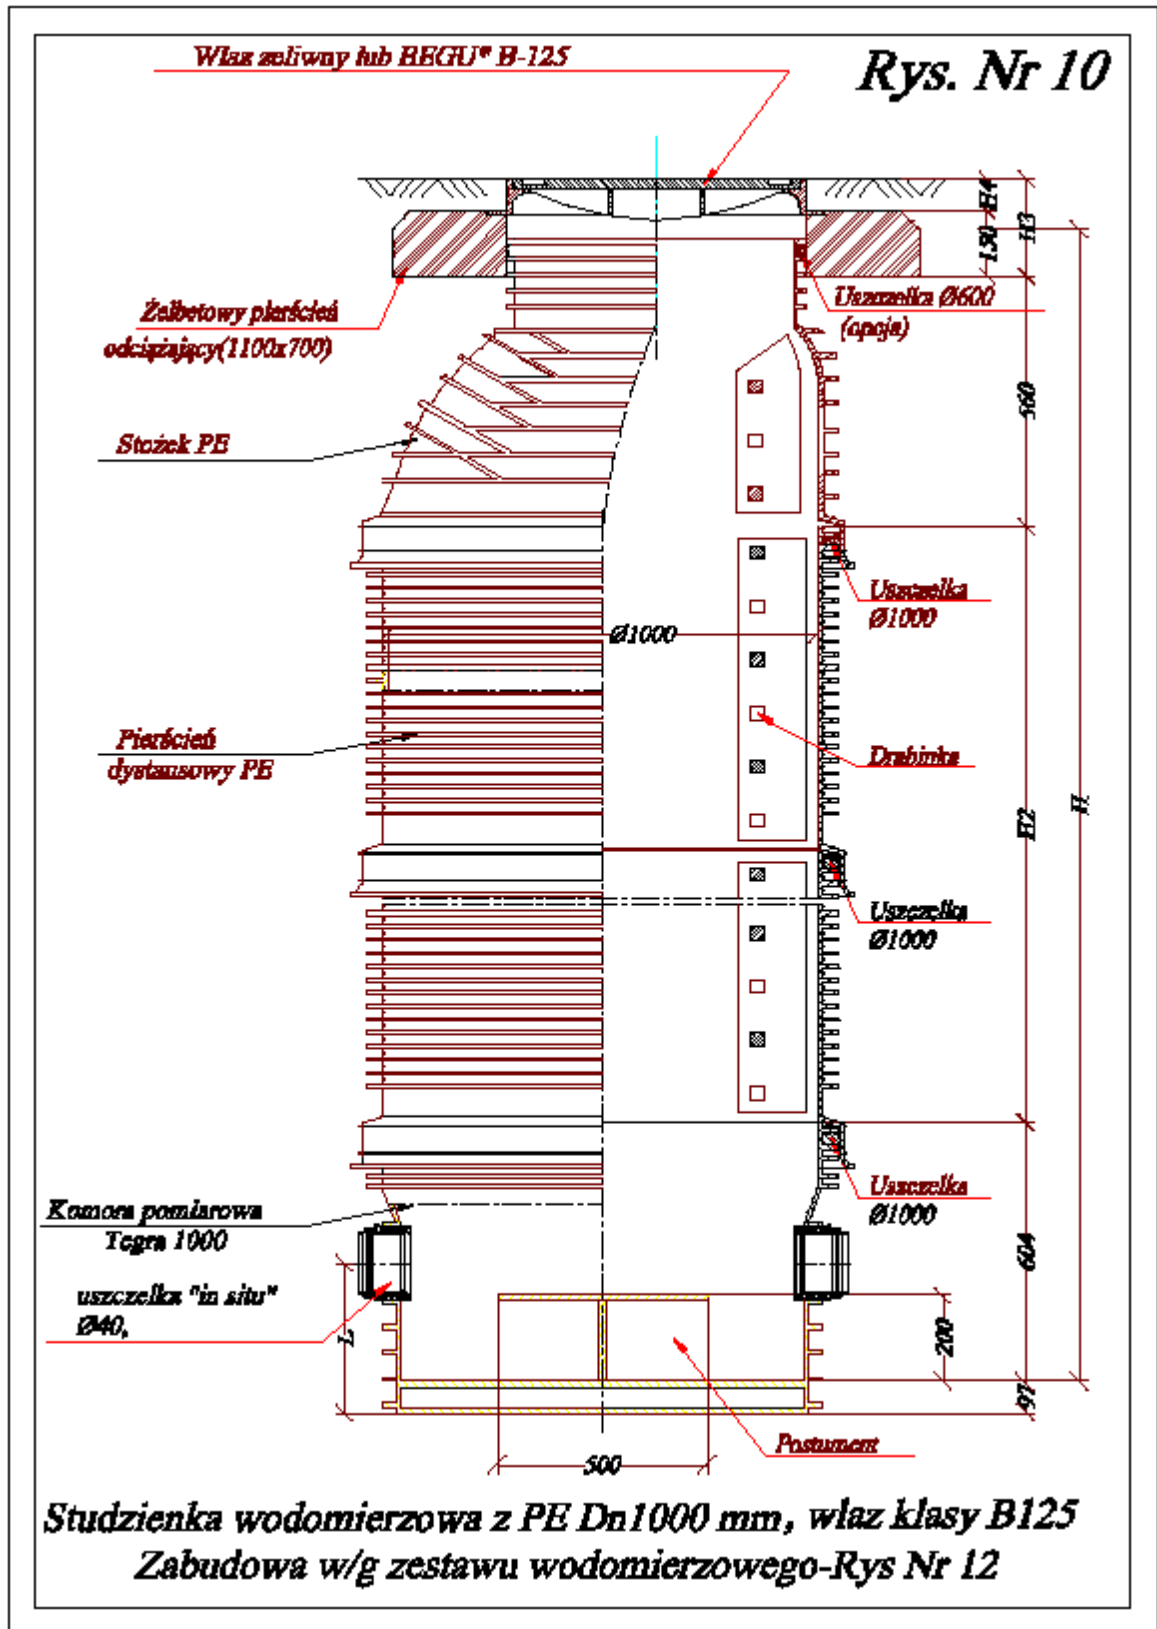 Właz żeliwny lub BEGU® B-125
Rys. Nr 10
H4
150
H3
Żelbetowy pierścień
odciążający(1100x700)
Uszczelka Ø600
(opoja)
560
Stożek PE
Uszczelka
Ø1000
Ø1000
Pierścień
dystansowy PE
Drabinka
H2
H
Uszczelka
Ø1000
Komora pomiarowa
Tegra 1000
Uszczelka
Ø1000
604
uszczelka "in situ"
Ø40,
L
200
97
Postument
500
Studzienka wodomierzowa z PE Dn1000 mm, właz klasy B125
Zabudowa w/g zestawu wodomierzowego-Rys Nr 12